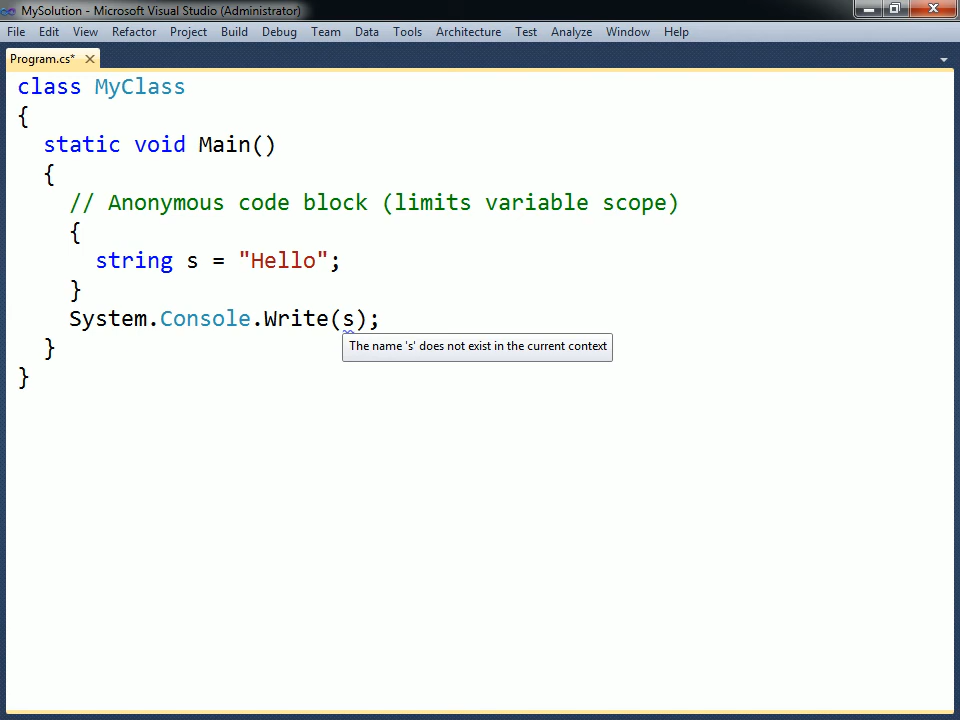 MySolution - Microsoft Visual Studio (Administrator)
File Edit View Refactor Project Build Debug Team Data Tools Architecture Test Analyze Window Help
Program.cs*
class MyClass
{
static void Main()
{
// Anonymous code block (limits variable scope)
{
string s = "Hello";
}
System.Console.Write(s);
The name 's' does not exist in the current context
}
}